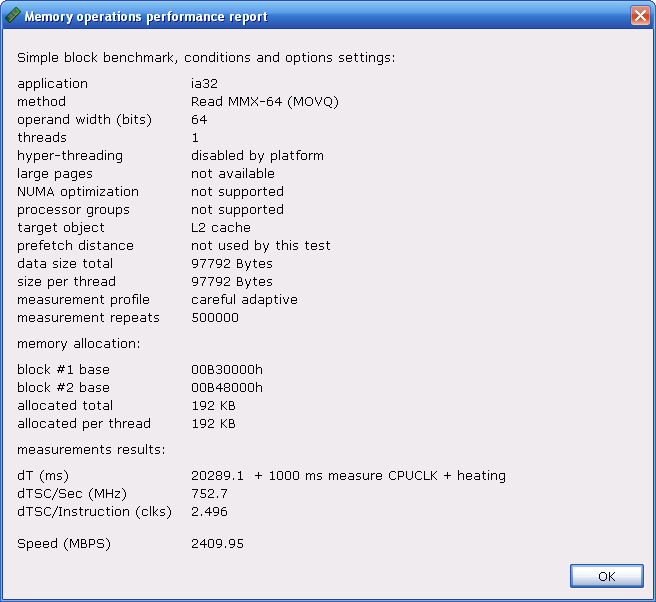 Memory operations performance report
Simple block benchmark, conditions and options settings:
application ia32
method Read MMX-64 (MOVQ)
operand width (bits) 64
threads 1
hyper-threading disabled by platform
large pages not available
NUMA optimization not supported
processor groups not supported
target object L2 cache
prefetch distance not used by this test
data size total 97792 Bytes
size per thread 97792 Bytes
measurement profile careful adaptive
measurement repeats 500000
memory allocation:
block #1 base 00B30000h
block #2 base 00B48000h
allocated total 192 KB
allocated per thread 192 KB
measurements results:
dT (ms) 20289.1 + 1000 ms measure CPUCLK + heating
dTSC/Sec (MHz) 752.7
dTSC/Instruction (clks) 2.496
Speed (MBPS) 2409.95
OK